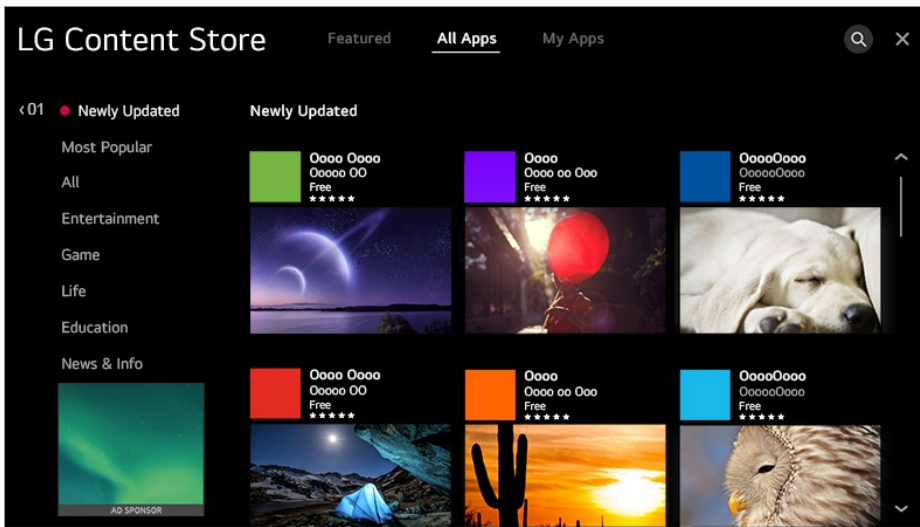 LG Content Store
Featured
All Apps
My Apps
‹01
Newly Updated
Most Popular
All
Entertainment
Game
Life
Education
News & Info
AD SPONSOR
Newly Updated
Oooo Oooo
Ooooo OO
Free
★★★★★
Oooo
Oooo oo Ooo
Free
★★★★★
OoooOooo
OooooOooo
Free
★★★★★
Oooo Oooo
Ooooo OO
Free
★★★★★
Oooo
Oooo oo Ooo
Free
★★★★★
OoooOooo
OooooOooo
Free
★★★★★